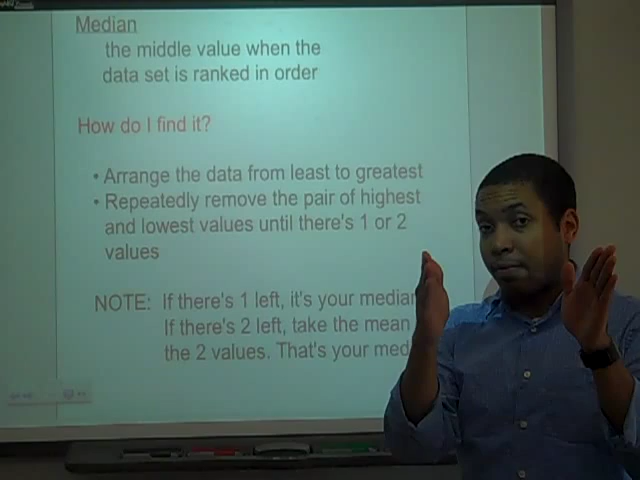 Median
the middle value when the
data set is ranked in order
How do I find it?
• Arrange the data from least to greatest
• Repeatedly remove the pair of highest
and lowest values until there's 1 or 2
values
NOTE: If there's 1 left, it's your median
If there's 2 left, take the mean
the 2 values. That's your med